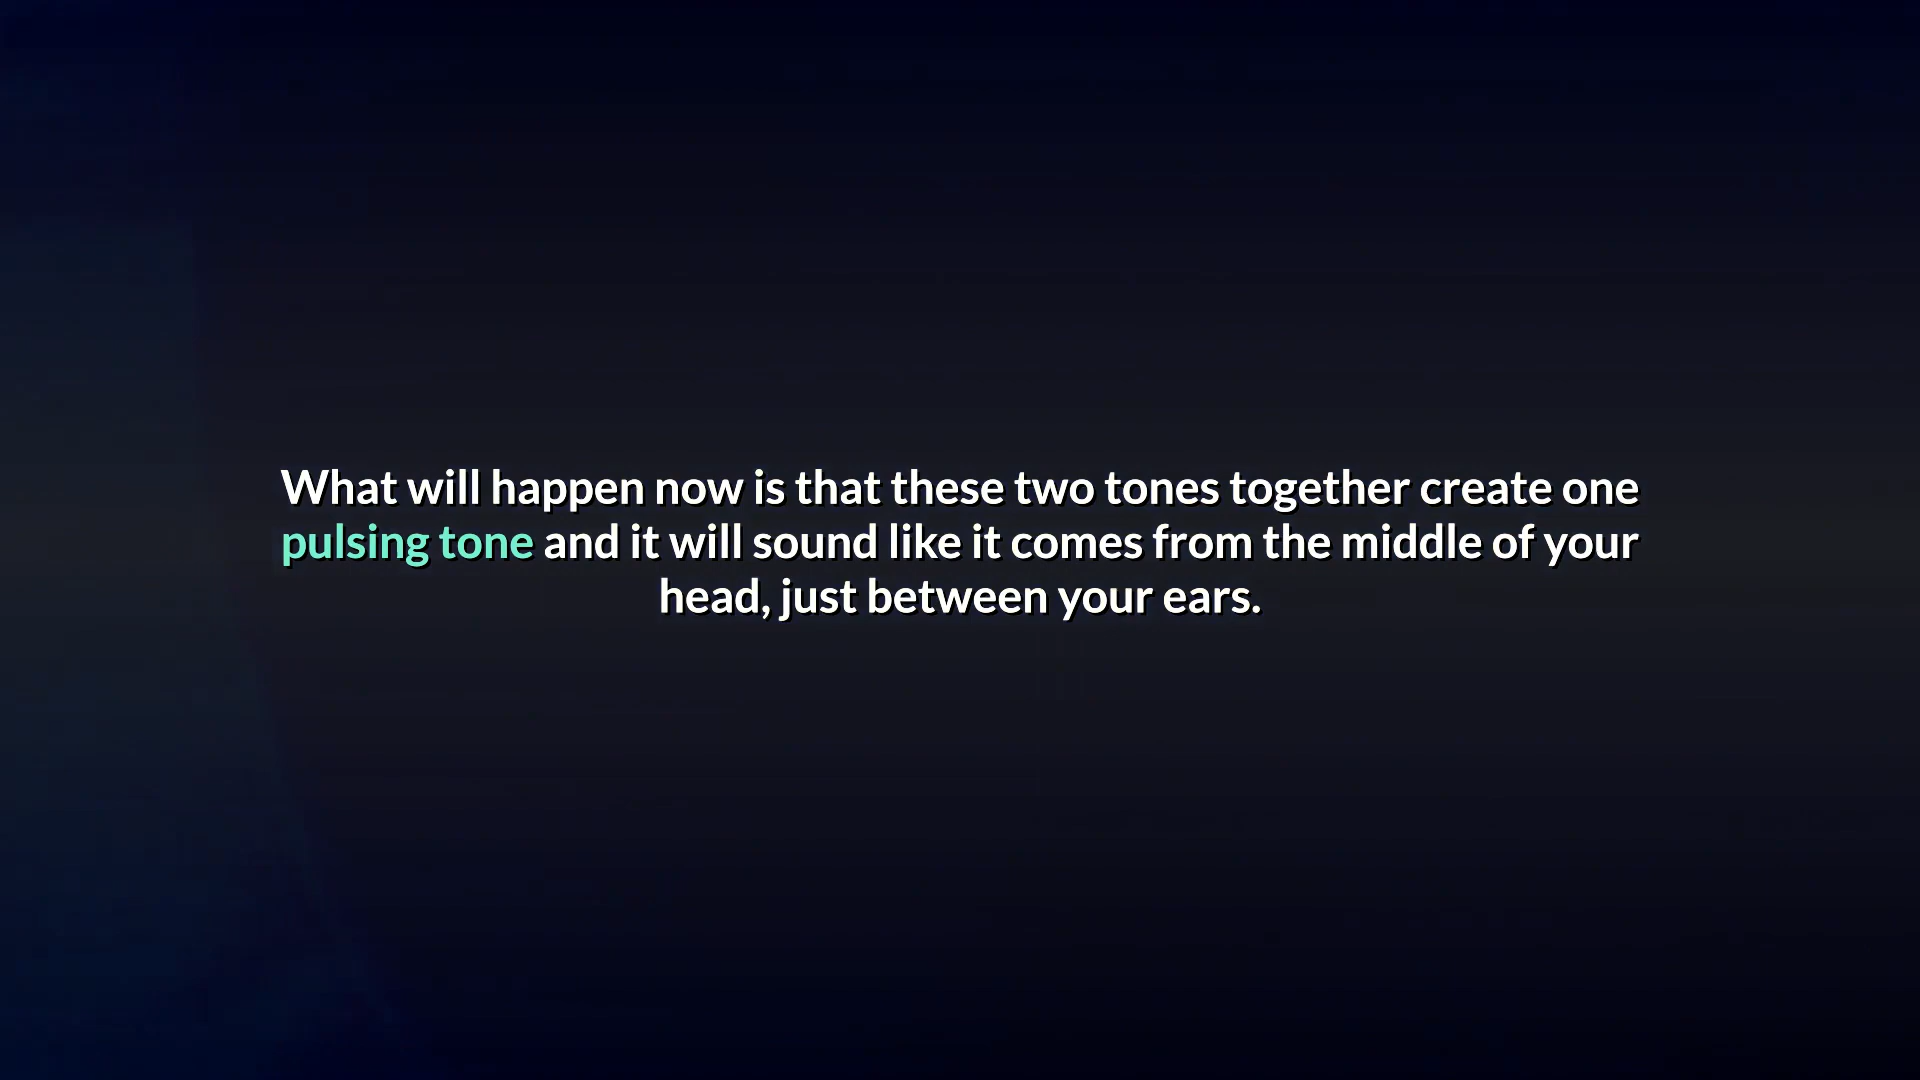 What will happen now is that these two tones together create one
pulsing tone and it will sound like it comes from the middle of your
head, just between your ears.